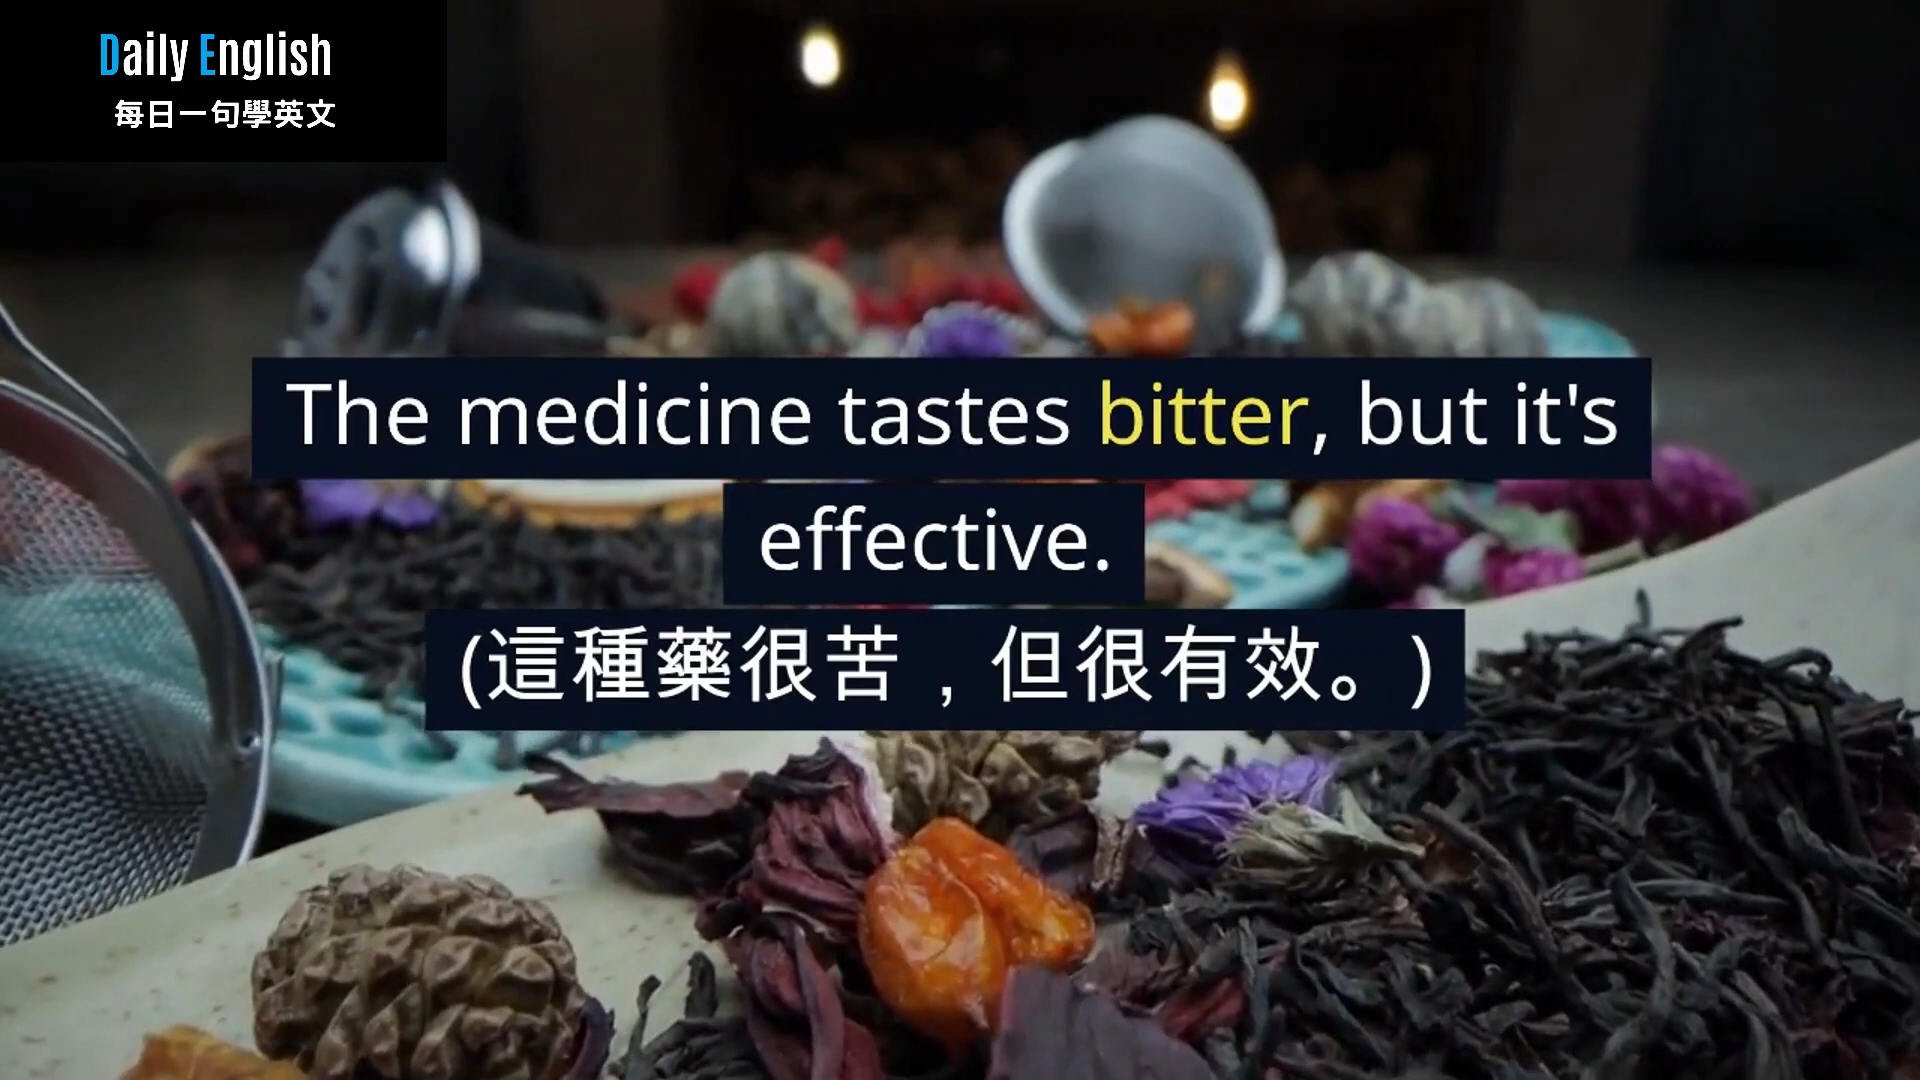 Daily English
每日一句學英文
The medicine tastes bitter, but it's
effective.
(這種藥很苦，但很有效。)